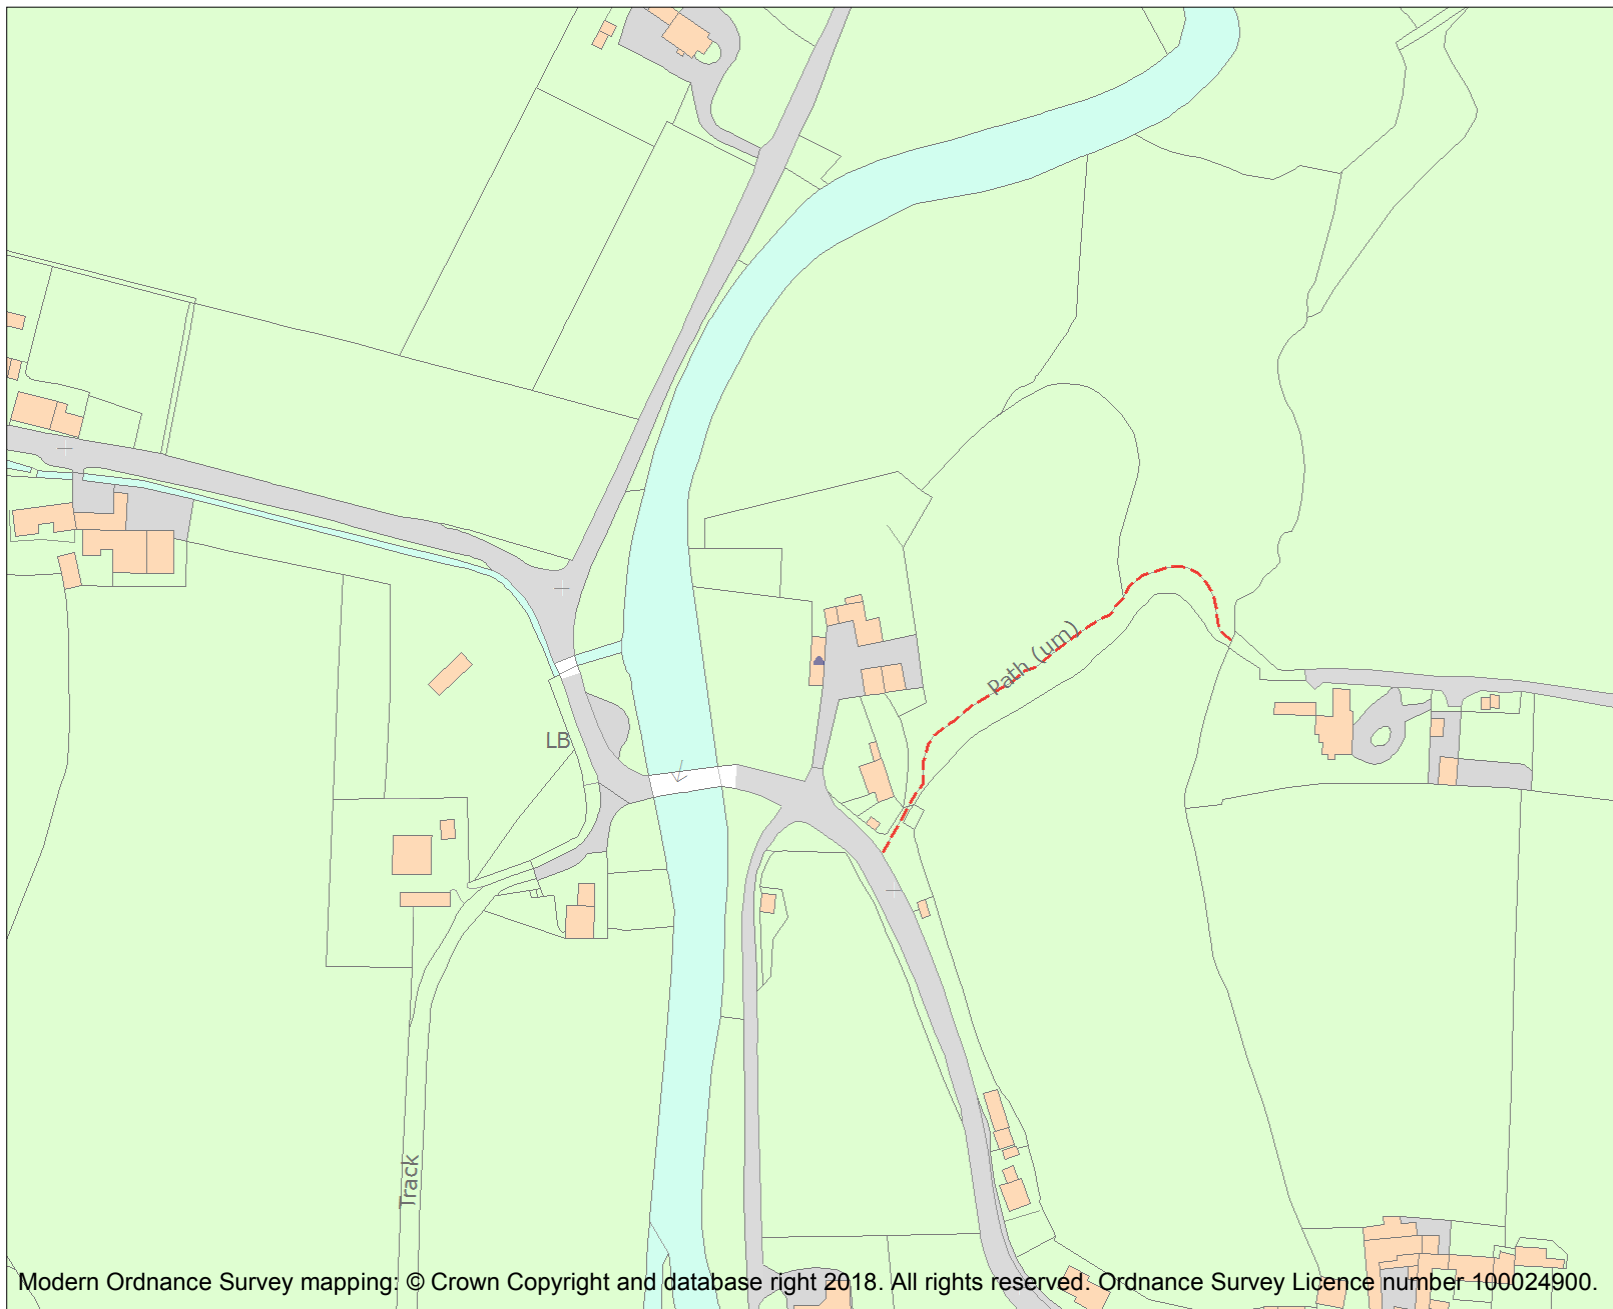 Path (um)
LB
Track
Modern Ordnance Survey mapping: © Crown Copyright and database right 2018. All rights reserved. Ordnance Survey Licence number 100024900.